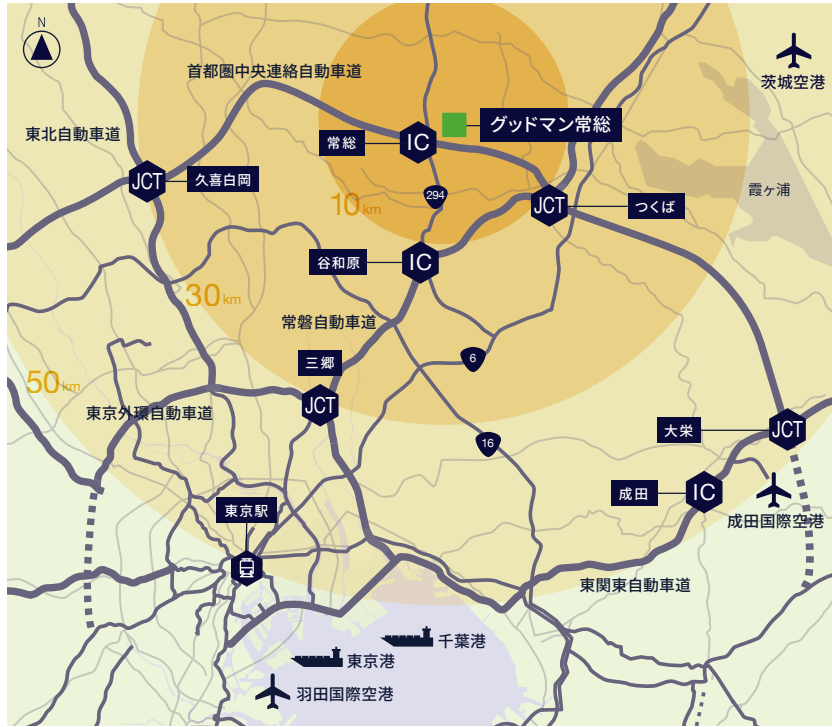 N
首都圏中央連絡自動車道
茨城空港
東北自動車道
常総
IC
グッドマン常総
JCT
久喜白岡
294
10km
JCT
つくば
霞ヶ浦
谷和原
IC
30km
常磐自動車道
三郷
6
50km
JCT
東京外環自動車道
16
大栄
JCT
成田
IC
東京駅
成田国際空港
東関東自動車道
千葉港
東京港
羽田国際空港